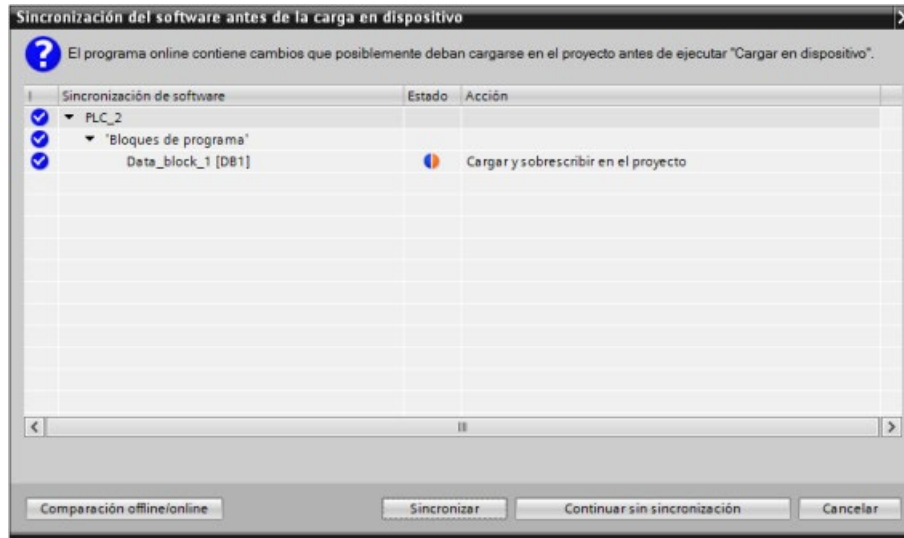 Sincronización del software antes de la carga en dispositivo
El programa online contiene cambios que posiblemente deban cargarse en el proyecto antes de ejecutar "Cargar en dispositivo".
! Sincronización de software Estado Acción
PLC_2
'Bloques de programa'
Data_block_1 [DB1] Cargar y sobrescribir en el proyecto
Comparación offline/online Sincronizar Continuar sin sincronización Cancelar